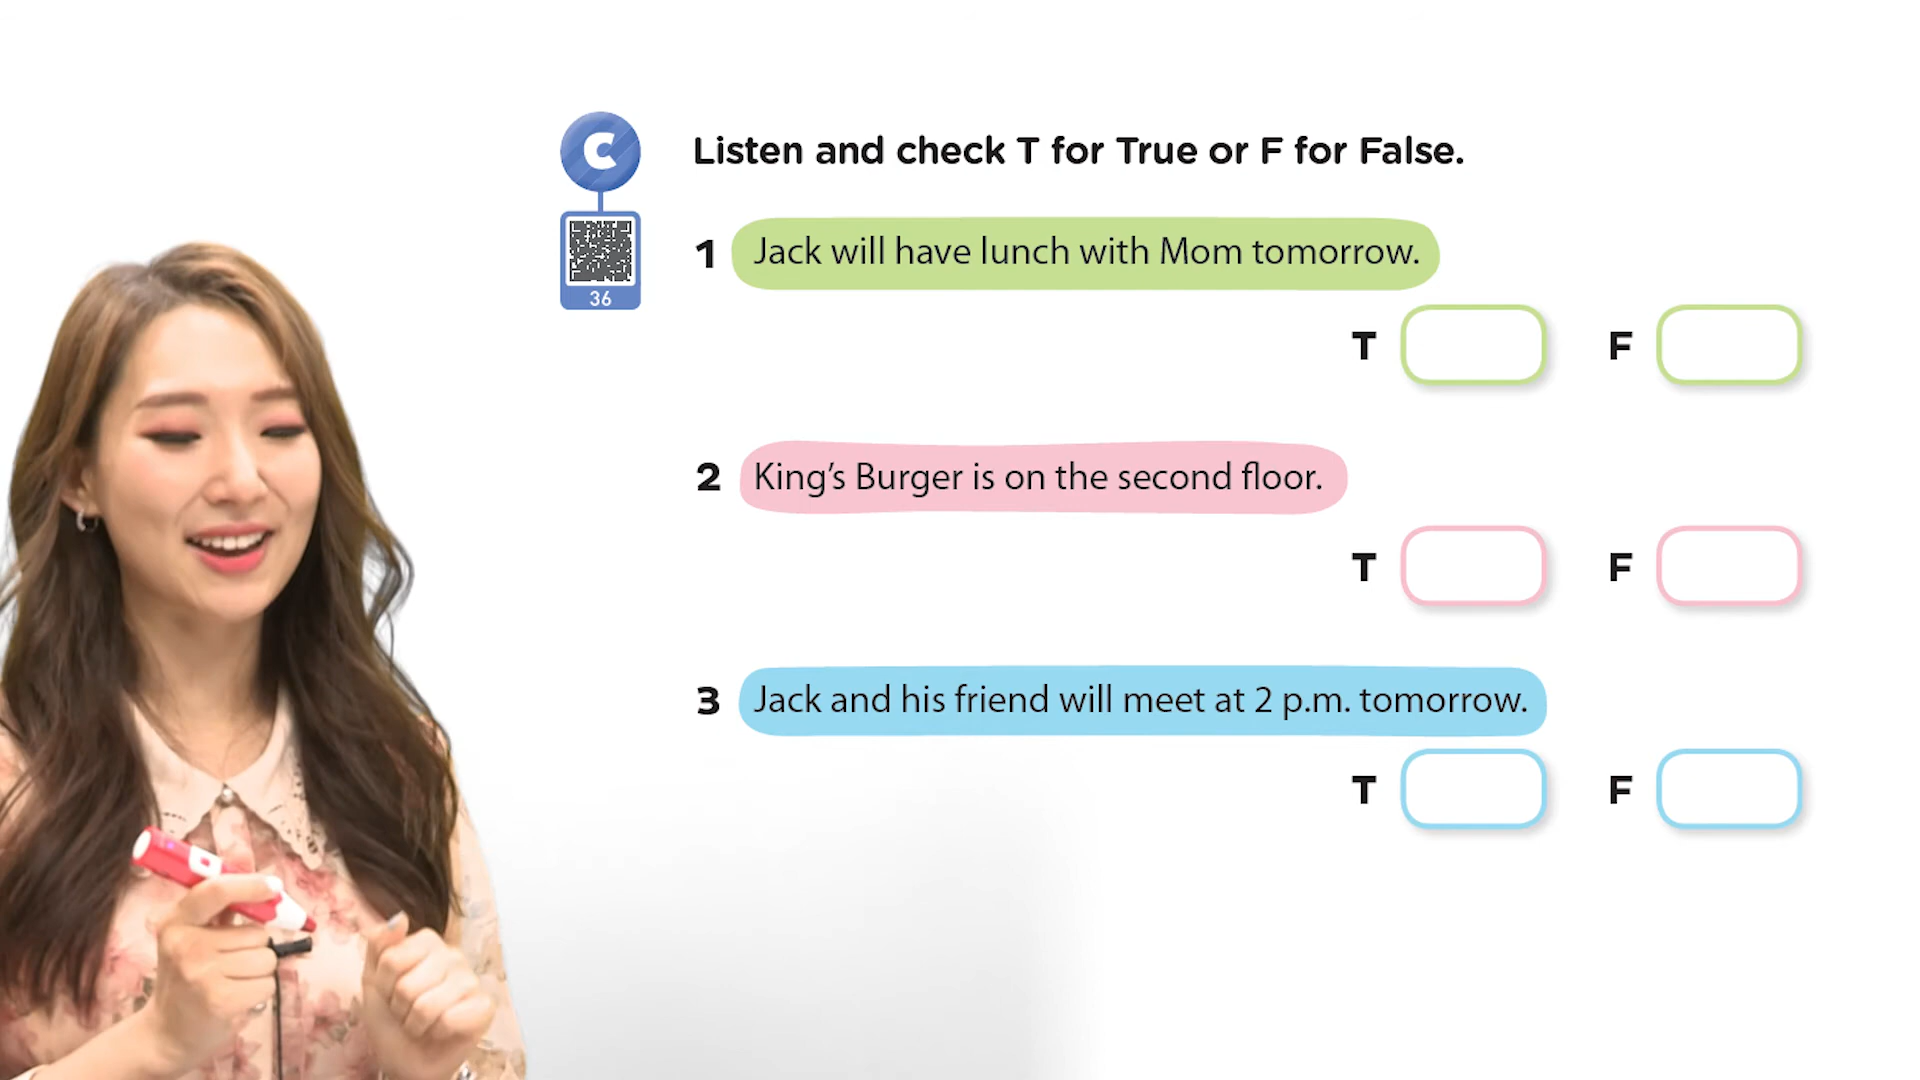 C Listen and check T for True or F for False.
36
1 Jack will have lunch with Mom tomorrow.
T F
2 King's Burger is on the second floor.
T F
3 Jack and his friend will meet at 2 p.m. tomorrow.
T F